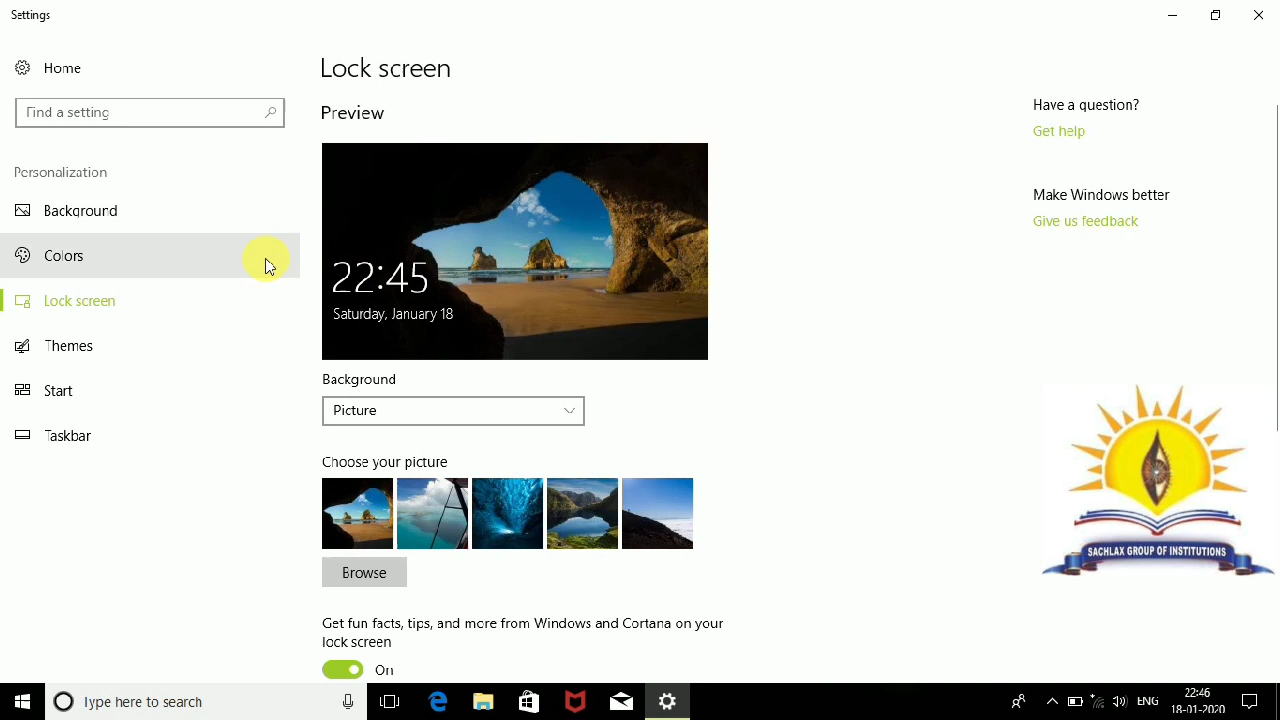 Settings
Home
Find a setting
Personalization
Background
Colors
Lock screen
Themes
Start
Taskbar
Lock screen
Preview
22:45
Saturday, January 18
Background
Picture
Choose your picture
Browse
Get fun facts, tips, and more from Windows and Cortana on your
lock screen
On
Have a question?
Get help
Make Windows better
Give us feedback
SACHLAX GROUP OF INSTITUTIONS
Type here to search
ENG
22:46
18-01-2020